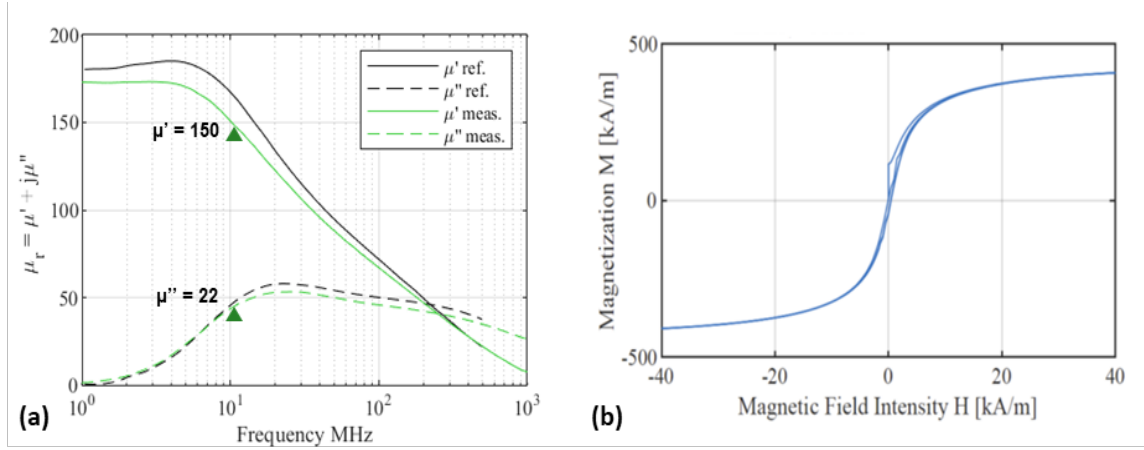 200
150
100
50
0
μ' ref.
μ'' ref.
μ' meas.
μ'' meas.
μ' = 150
μ'' = 22
μr = μ' + jμ''
10⁰
10¹
10²
10³
Frequency MHz
(a)
500
0
-500
Magnetization M [kA/m]
-40
-20
0
20
40
Magnetic Field Intensity H [kA/m]
(b)